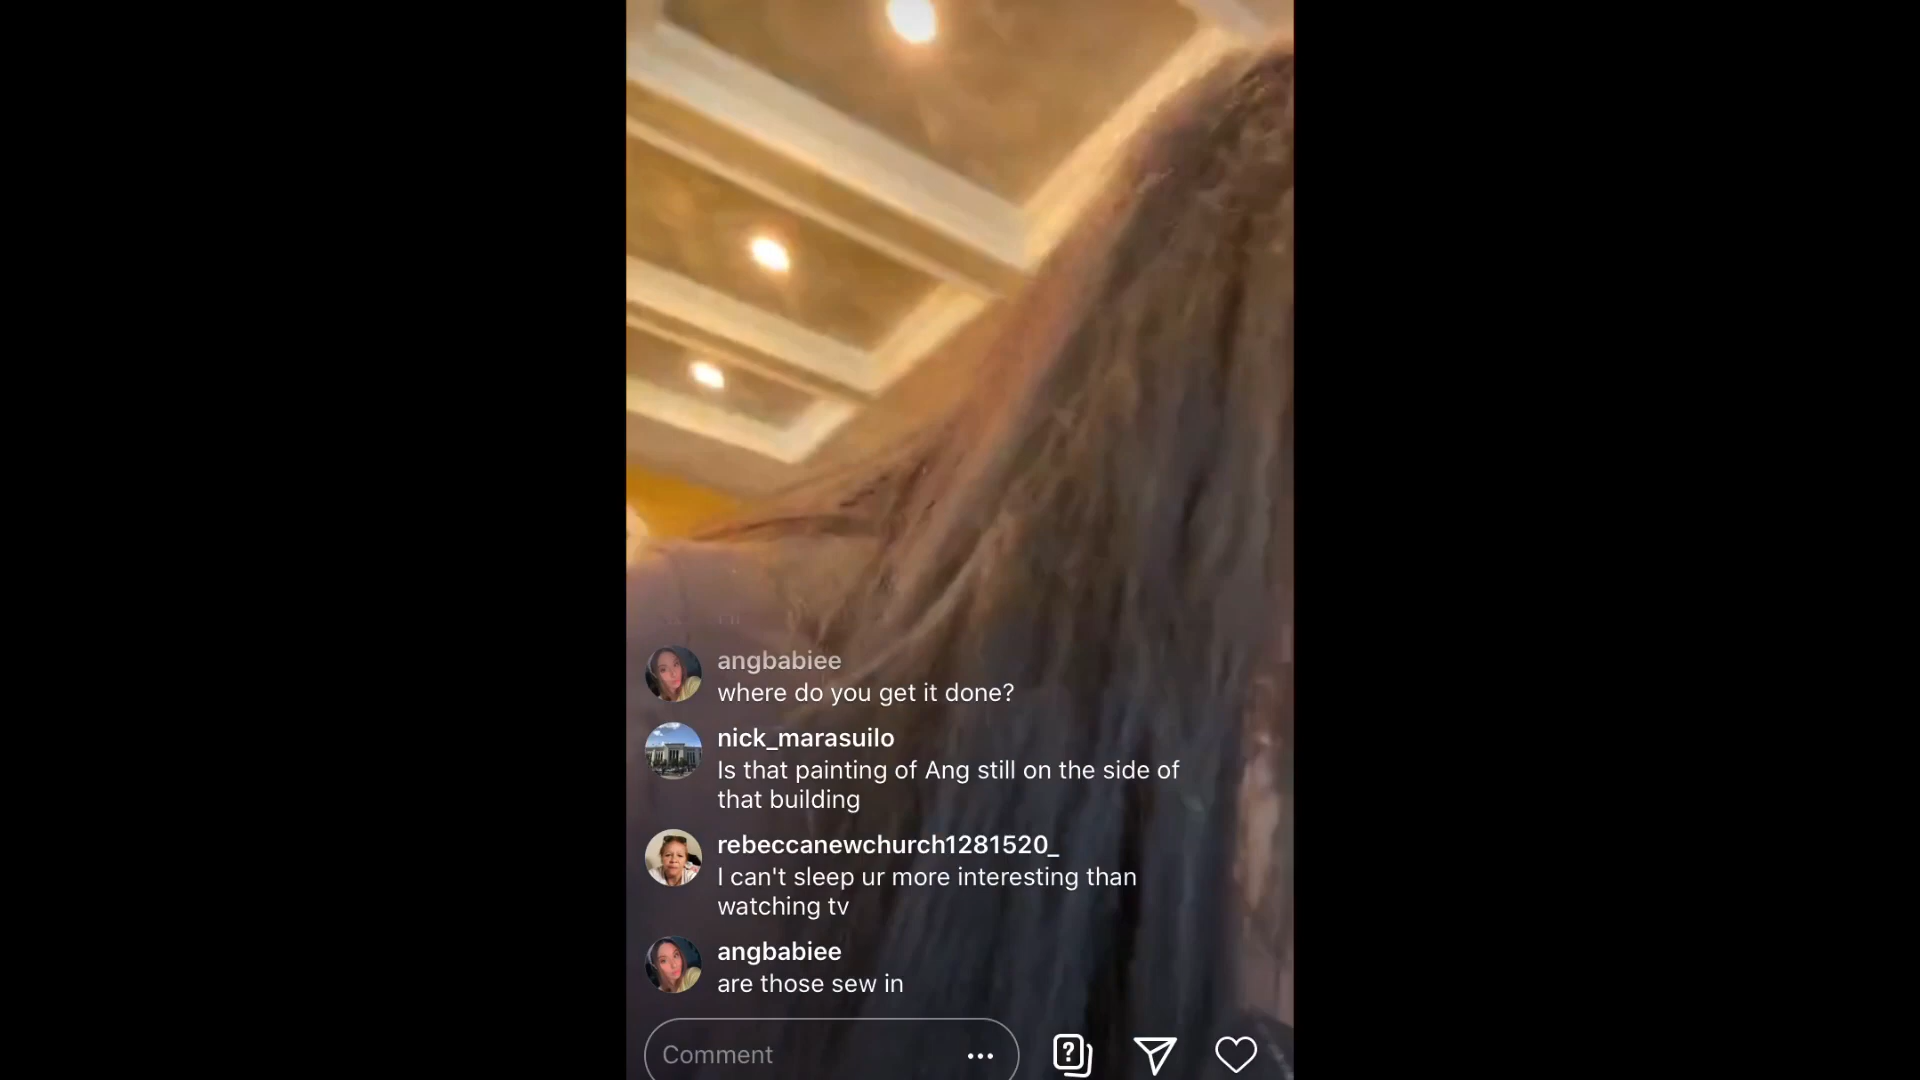 angbabiee
where do you get it done?
nick_marasuilo
Is that painting of Ang still on the side of
that building
rebeccanewchurch1281520_
I can't sleep ur more interesting than
watching tv
angbabiee
are those sew in
Comment